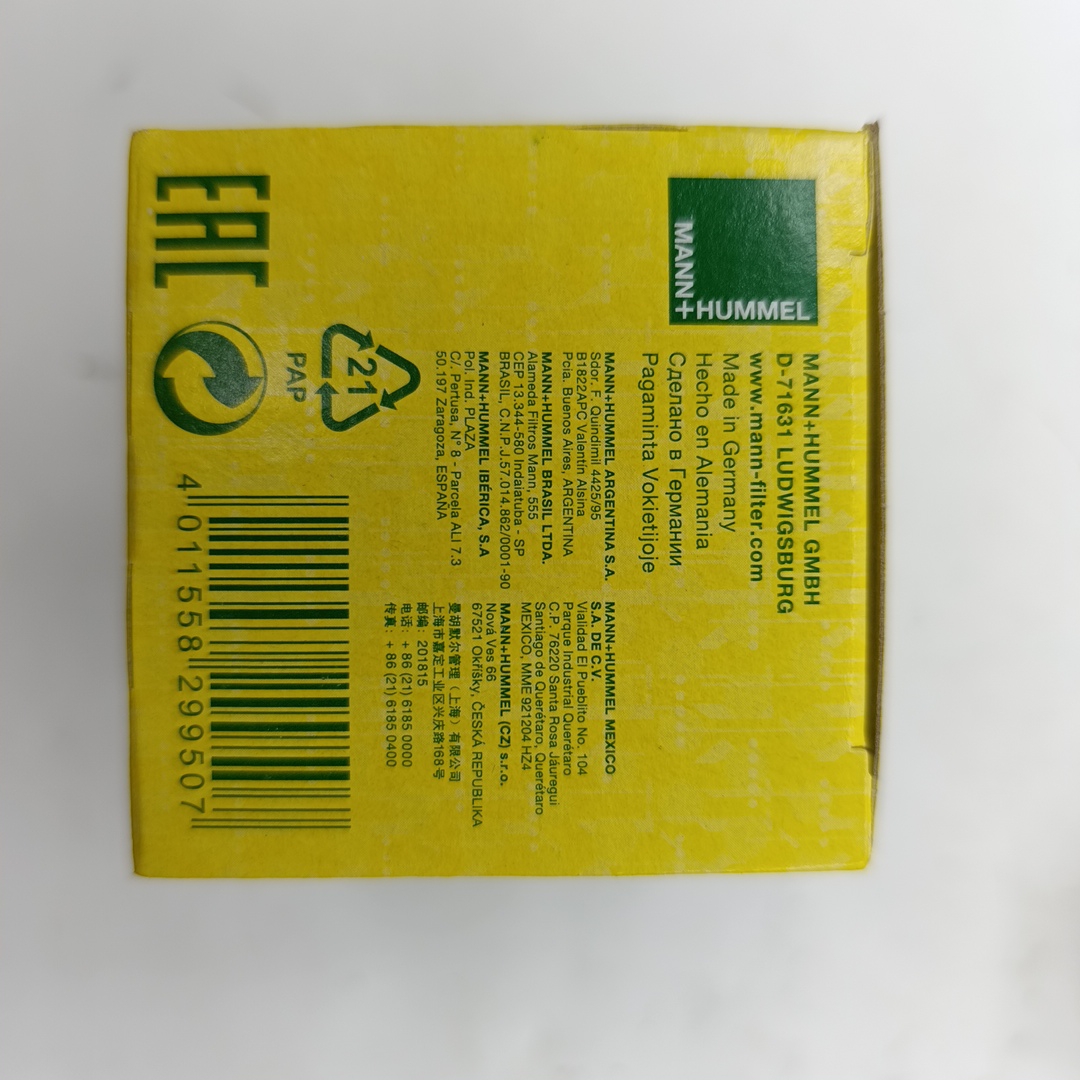 MANN+
HUMMEL
MANN+HUMMEL GMBH
D-71631 LUDWIGSBURG
www.mann-filter.com
Made in Germany
Hecho en Alemania
Сделано в Германии
Pagaminta Vokietijoje
MANN+HUMMEL ARGENTINA S.A.
Sdor. F. Quindimil 4425/95
B1822APC Valentín Alsina
Pcia. Buenos Aires, ARGENTINA
MANN+HUMMEL BRASIL LTDA.
Alameda Filtros Mann, 555
CEP 13.344-580 Indaiatuba - SP
BRASIL, C.N.P.J.57.014.862/0001-90
MANN+HUMMEL IBÉRICA, S.A
Pol. Ind. PLAZA
C/. Pertusa, N° 8 - Parcela ALI 7.3
50.197 Zaragoza, ESPAÑA
MANN+HUMMEL MEXICO
S.A. DE C.V.
Vialidad El Pueblito No. 104
Parque Industrial Querétaro
C.P. 76220 Santa Rosa Jáuregui
Santiago de Querétaro, Querétaro
MEXICO, MME 921204 HZ4
MANN+HUMMEL (CZ) s.r.o.
Nová Ves 66
67521 Okříšky, ČESKÁ REPUBLIKA
曼胡默尔管理（上海）有限公司
上海市嘉定工业区兴庆路168号
邮编：201815
电话：+ 86 (21) 6185 0000
传真：+ 86 (21) 6185 0400
21
PAP
EAC
4 011558 299507